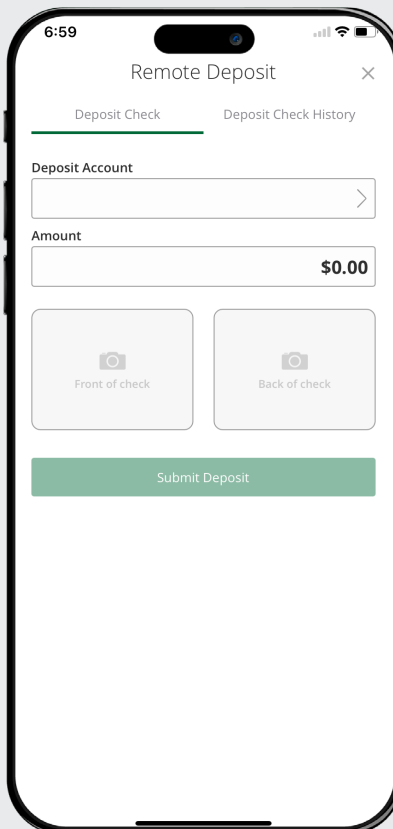 6:59
Remote Deposit
Deposit Check Deposit Check History
Deposit Account
Amount
$0.00
Front of check Back of check
Submit Deposit